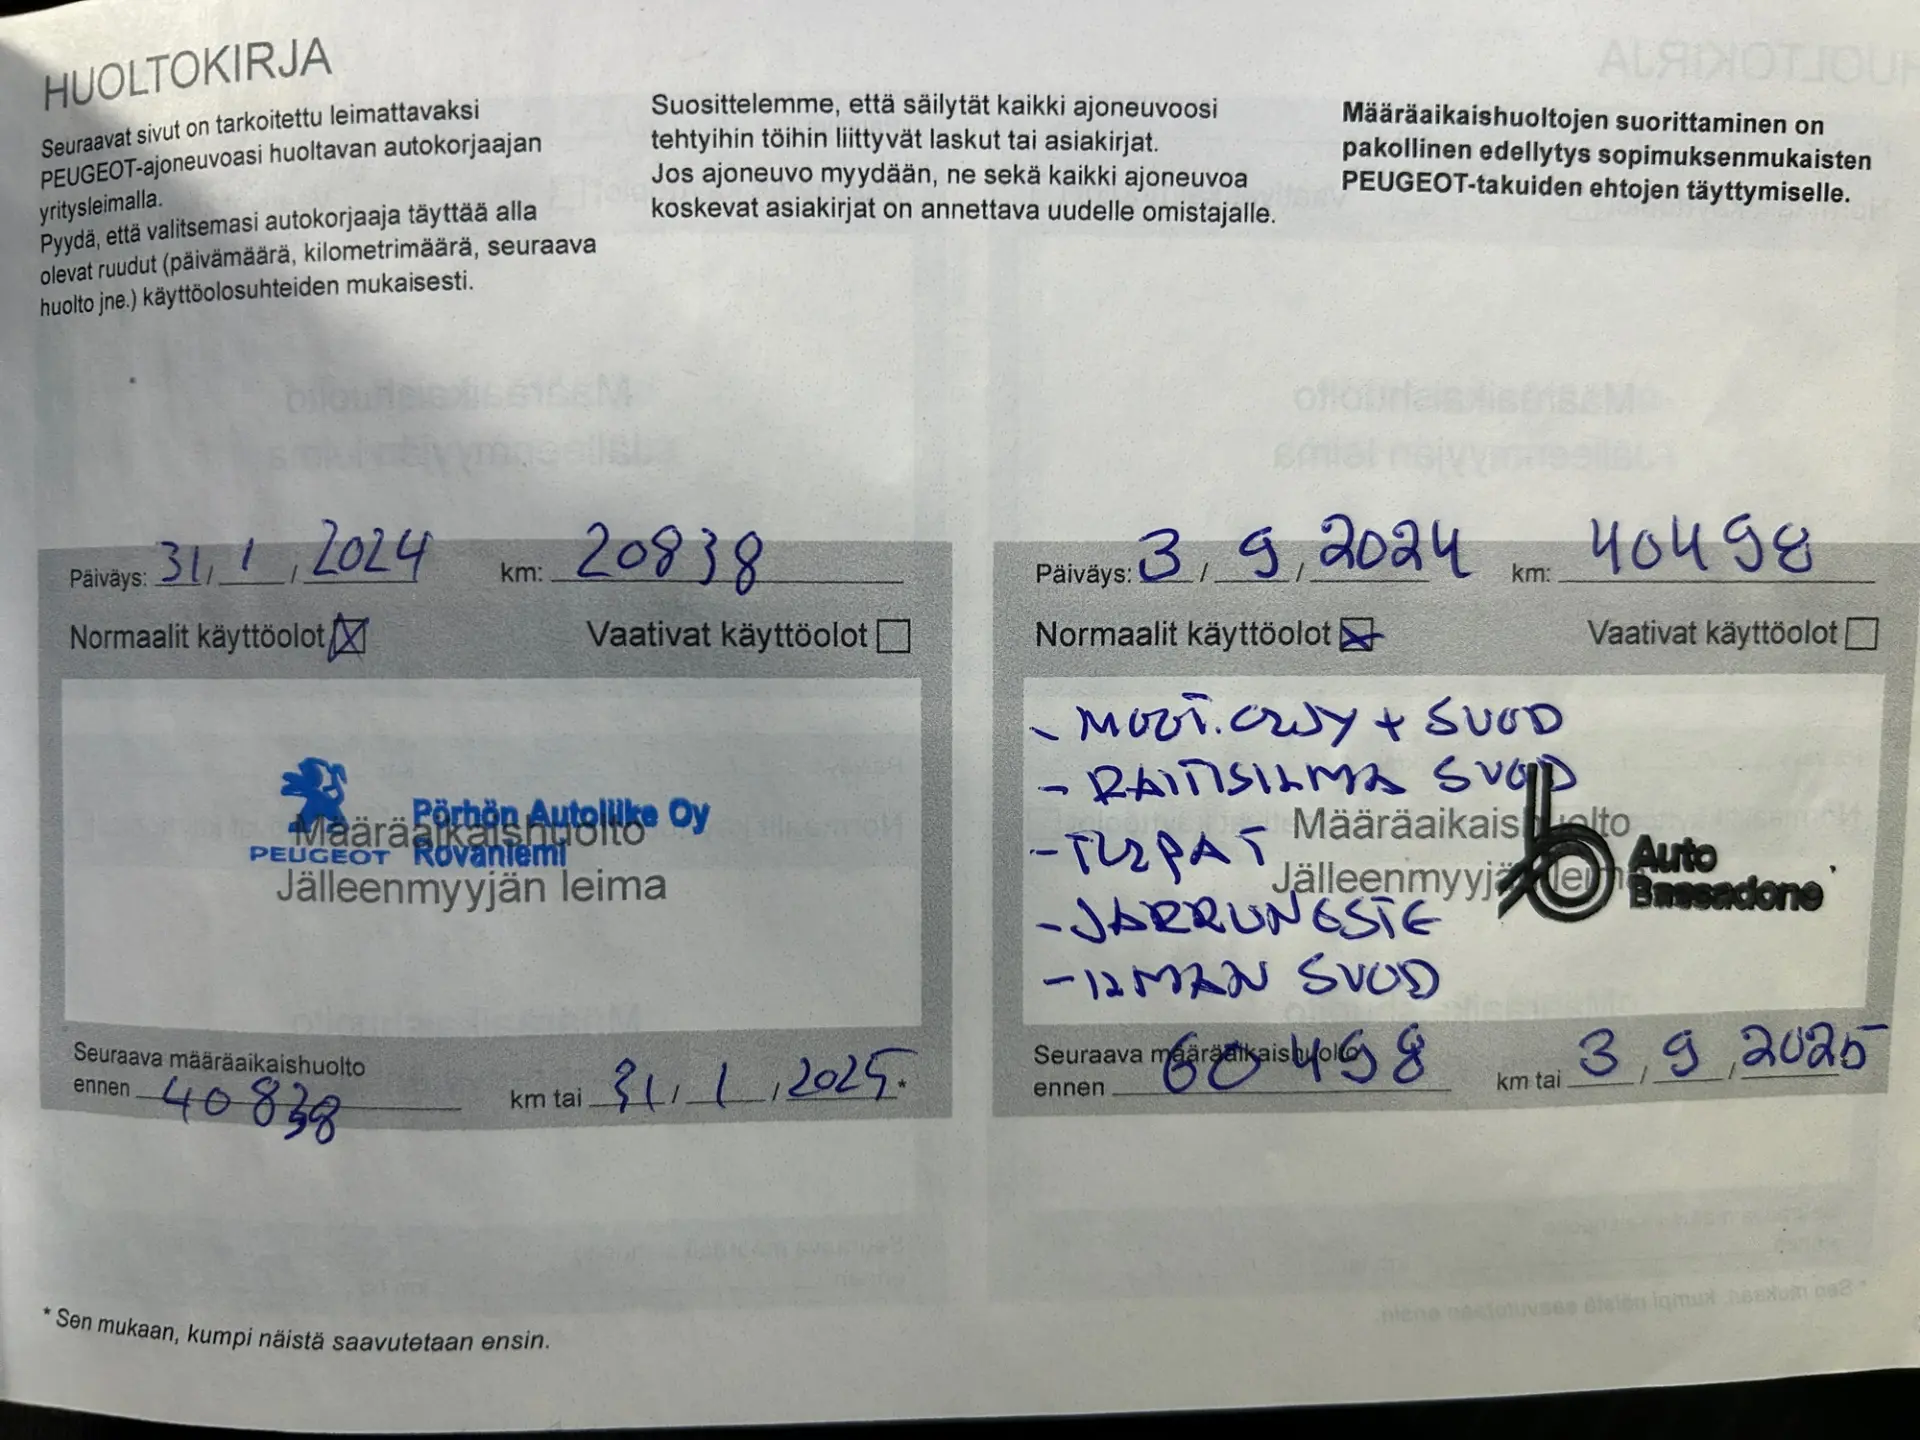 HUOLTOKIRJA
Seuraavat sivut on tarkoitettu leimattavaksi
PEUGEOT-ajoneuvoasi huoltavan autokorjaajan
yritysleimalla.
Pyydä, että valitsemasi autokorjaaja täyttää alla
olevat ruudut (päivämäärä, kilometrimäärä, seuraava
huolto jne.) käyttöolosuhteiden mukaisesti.
Suosittelemme, että säilytät kaikki ajoneuvoosi
tehtyihin töihin liittyvät laskut tai asiakirjat.
Jos ajoneuvo myydään, ne sekä kaikki ajoneuvoa
koskevat asiakirjat on annettava uudelle omistajalle.
Määräaikaishuoltojen suorittaminen on
pakollinen edellytys sopimuksenmukaisten
PEUGEOT-takuiden ehtojen täyttymiselle.
Päiväys: 31 / 1 / 2024 km: 20838
Normaalit käyttöolot Vaativat käyttöolot
Pörhön Autoliike Oy
Määräaikaishuolto
PEUGEOT Rovaniemi
Jälleenmyyjän leima
Seuraava määräaikaishuolto
ennen 40838 km tai 31 / 1 / 2025 *
Päiväys: 3 / 9 / 2024 km: 40498
Normaalit käyttöolot Vaativat käyttöolot
- MOOT. ÖLJY + SUOD
- RAITISILMA SUOD
Määräaikaishuolto
- TULPAT
Jälleenmyyjän leima
Auto
Bassadone
- JARRUNESTE
- ILMAN SUOD
Seuraava määräaikaishuolto
ennen 60498 km tai 3 / 9 / 2025
* Sen mukaan, kumpi näistä saavutetaan ensin.